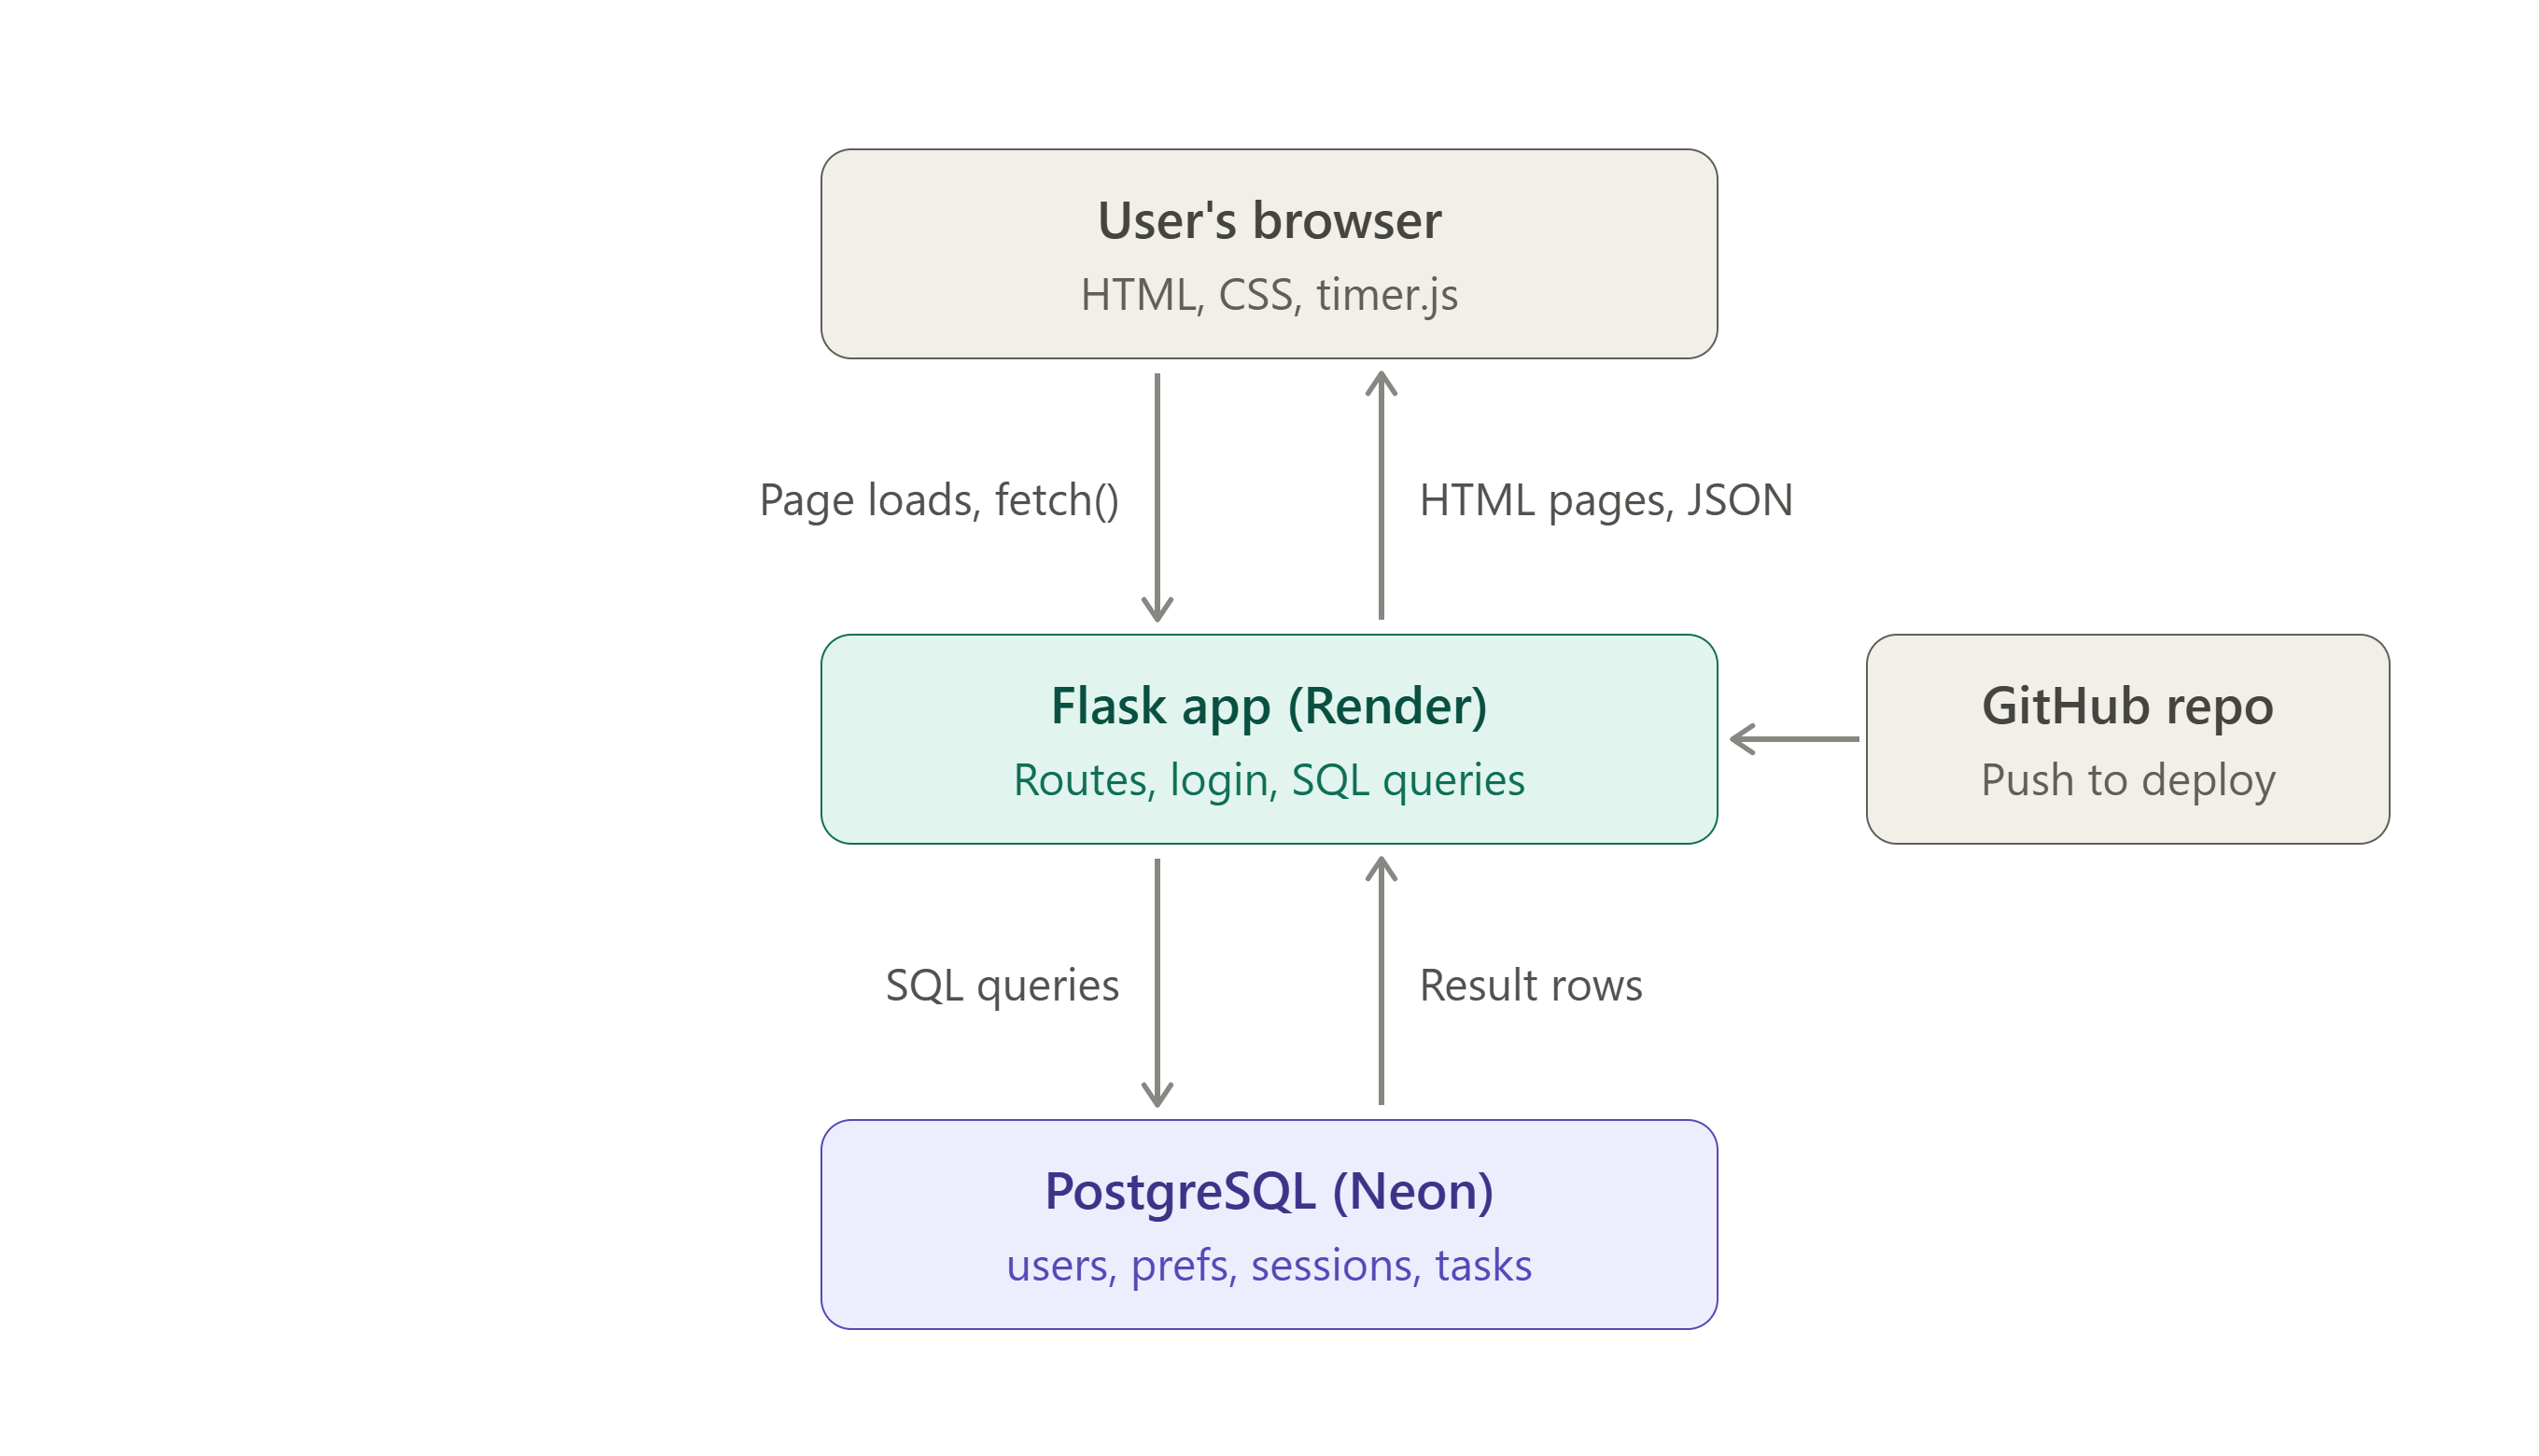 User's browser
HTML, CSS, timer.js
Page loads, fetch()
HTML pages, JSON
Flask app (Render)
Routes, login, SQL queries
GitHub repo
Push to deploy
SQL queries
Result rows
PostgreSQL (Neon)
users, prefs, sessions, tasks